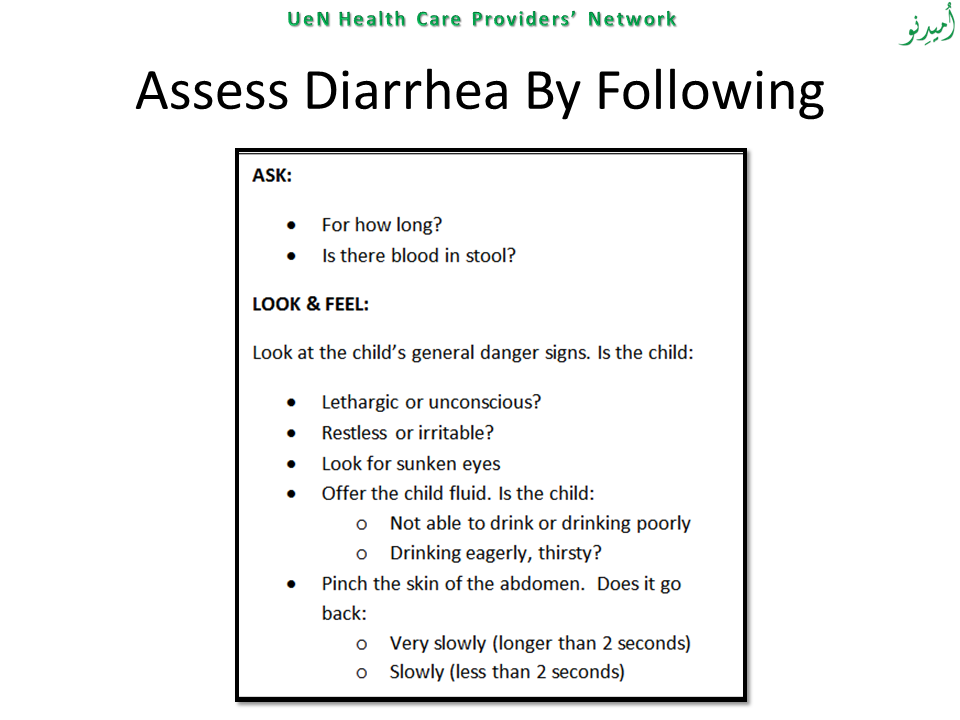 UeN Health Care Providers’ Network
اُمیدِنو
Assess Diarrhea By Following
ASK:
• For how long?
• Is there blood in stool?
LOOK & FEEL:
Look at the child’s general danger signs. Is the child:
• Lethargic or unconscious?
• Restless or irritable?
• Look for sunken eyes
• Offer the child fluid. Is the child:
o Not able to drink or drinking poorly
o Drinking eagerly, thirsty?
• Pinch the skin of the abdomen. Does it go
back:
o Very slowly (longer than 2 seconds)
o Slowly (less than 2 seconds)